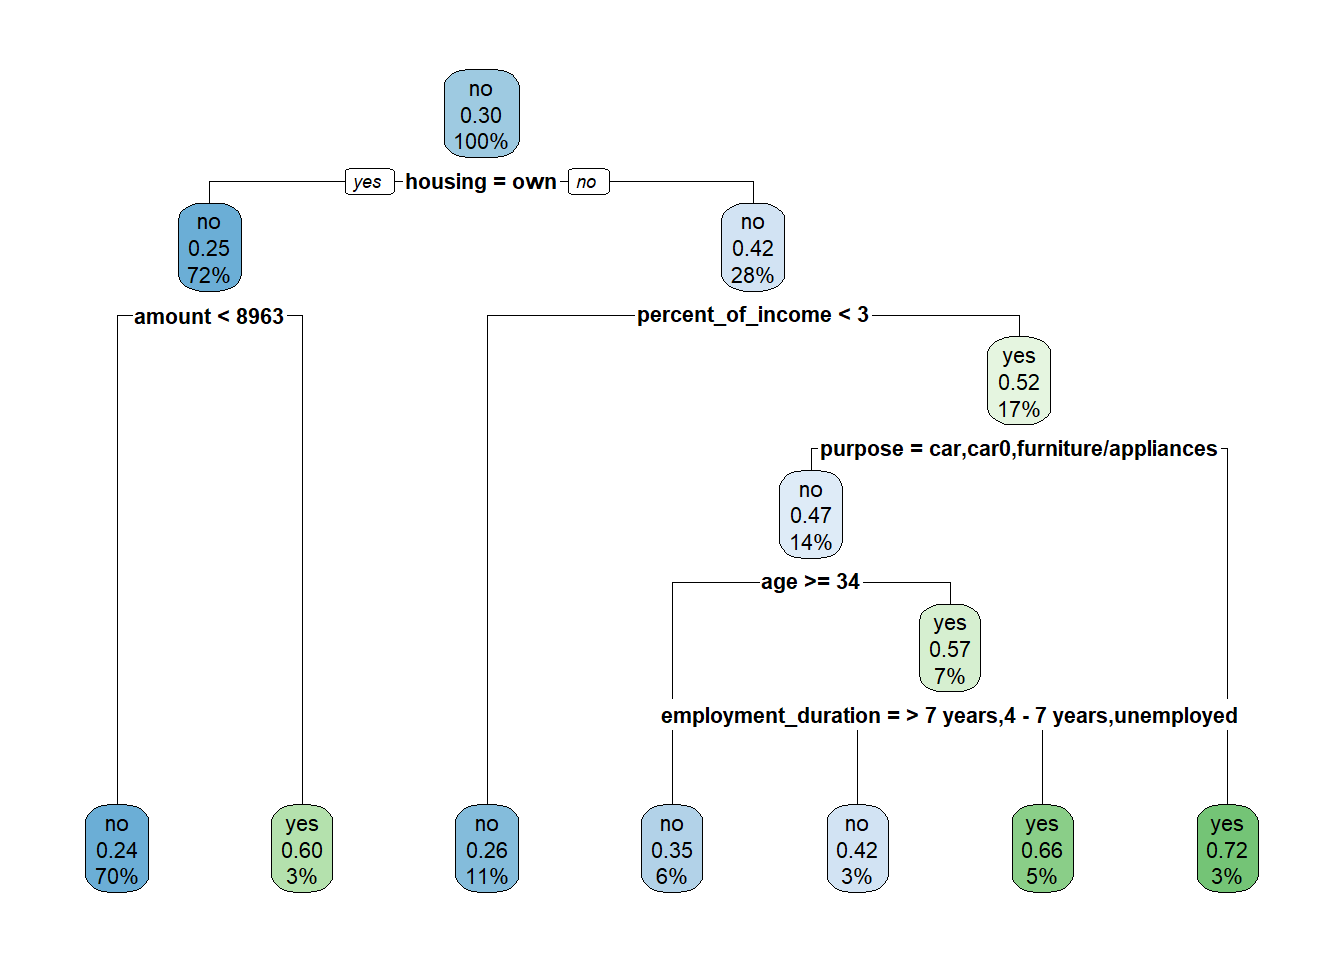 no
0.30
100%
yes housing = own no
no
0.25
72%
no
0.42
28%
amount < 8963
percent_of_income < 3
yes
0.52
17%
purpose = car,car0,furniture/appliances
no
0.47
14%
age >= 34
yes
0.57
7%
employment_duration = > 7 years,4 - 7 years,unemployed
no
0.24
70%
yes
0.60
3%
no
0.26
11%
no
0.35
6%
no
0.42
3%
yes
0.66
5%
yes
0.72
3%